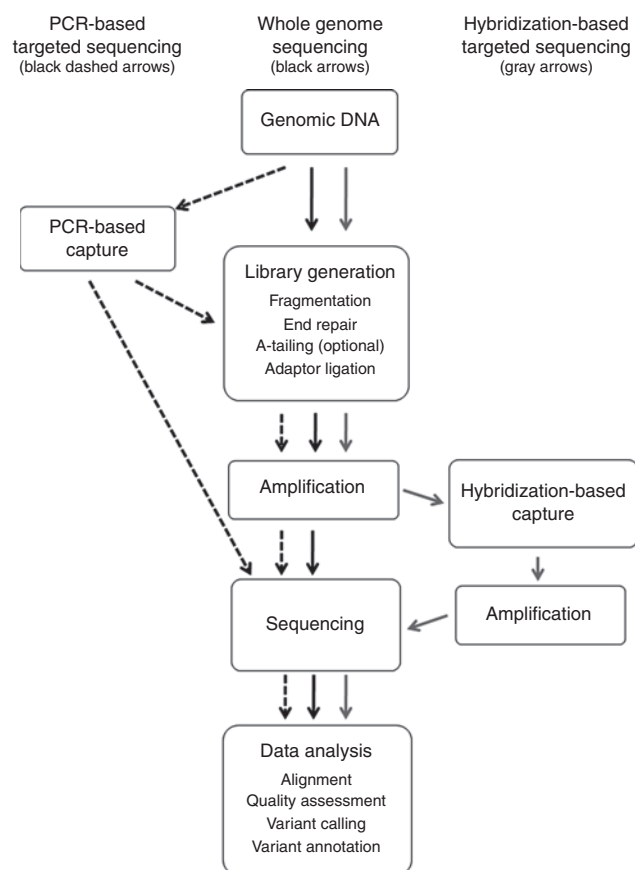 PCR-based
targeted sequencing
(black dashed arrows)
Whole genome
sequencing
(black arrows)
Hybridization-based
targeted sequencing
(gray arrows)
Genomic DNA
PCR-based
capture
Library generation
Fragmentation
End repair
A-tailing (optional)
Adaptor ligation
Amplification
Hybridization-based
capture
Amplification
Sequencing
Data analysis
Alignment
Quality assessment
Variant calling
Variant annotation